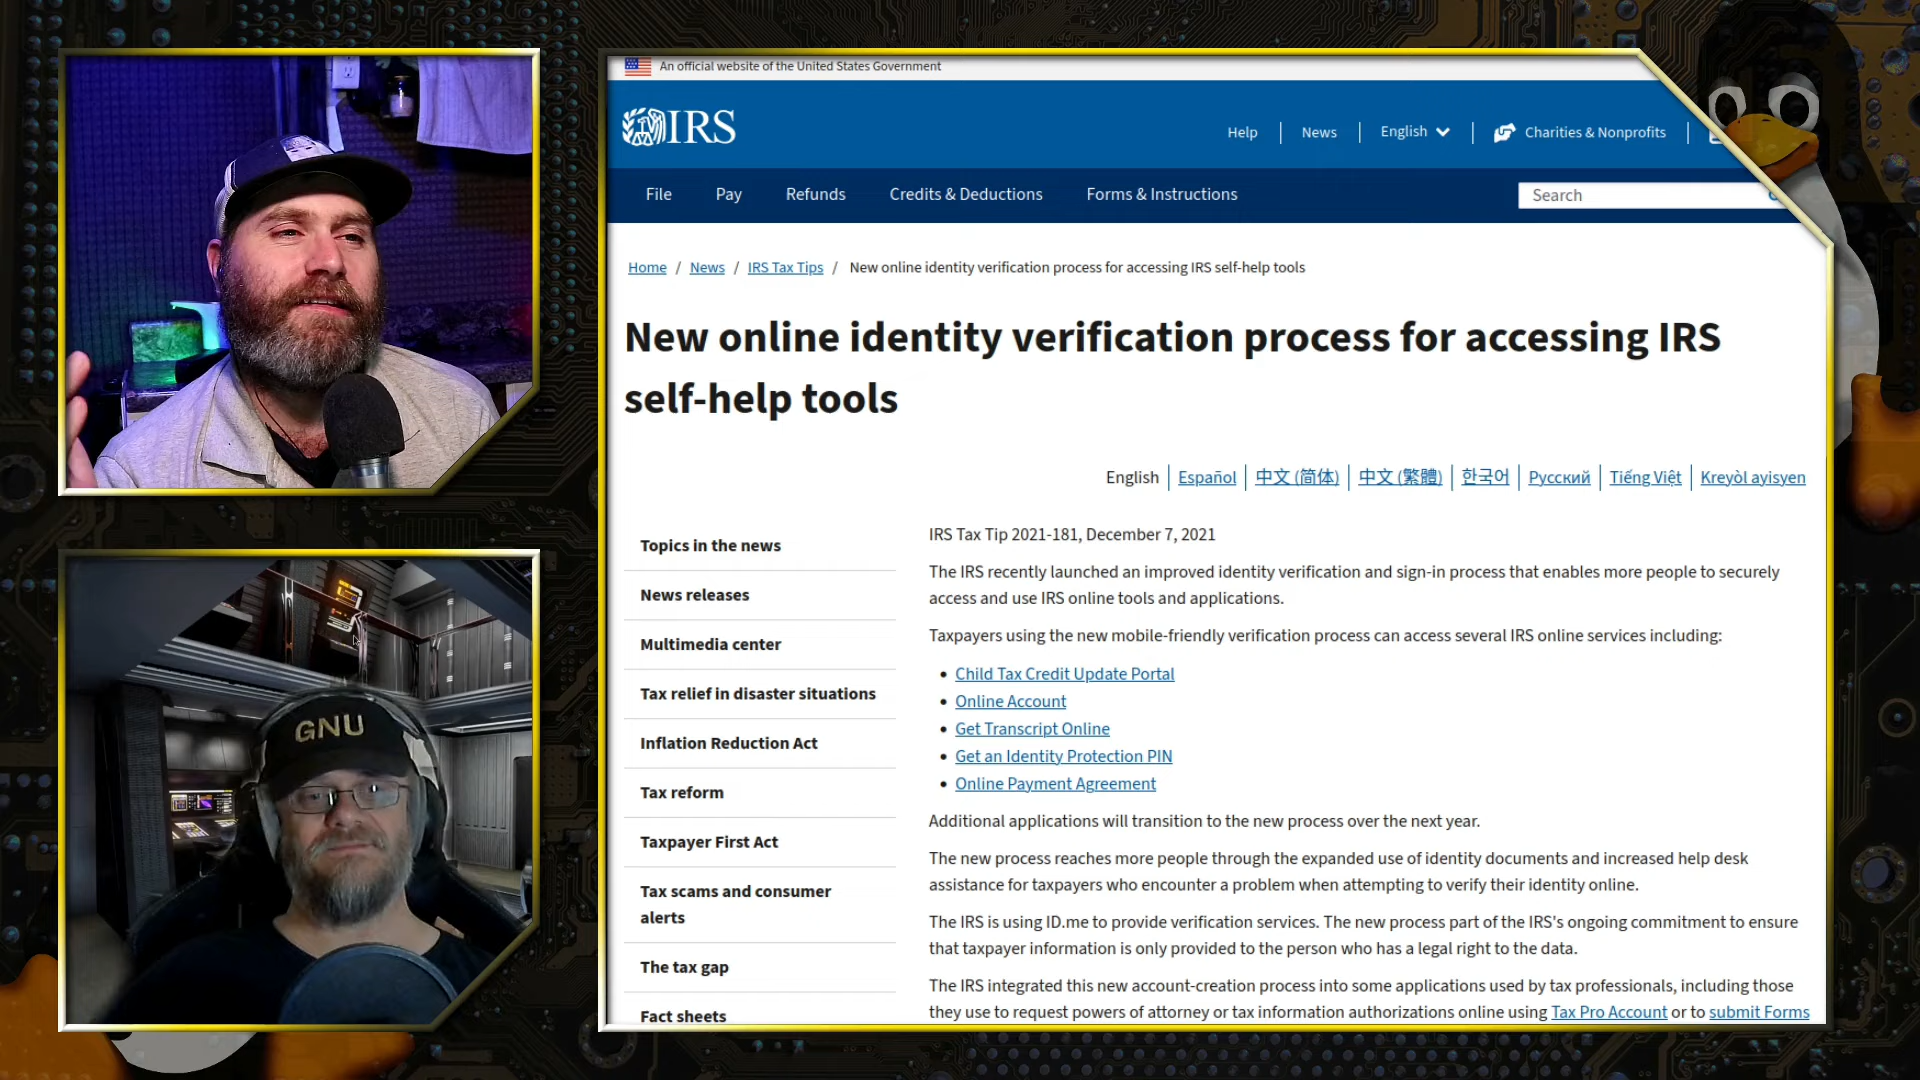 An official website of the United States Government
IRS
Help
News
English
Charities & Nonprofits
File
Pay
Refunds
Credits & Deductions
Forms & Instructions
Search
Home / News / IRS Tax Tips / New online identity verification process for accessing IRS self-help tools
New online identity verification process for accessing IRS
self-help tools
English | Español | 中文 (简体) | 中文 (繁體) | 한국어 | Русский | Tiếng Việt | Kreyòl ayisyen
Topics in the news
News releases
Multimedia center
Tax relief in disaster situations
Inflation Reduction Act
Tax reform
Taxpayer First Act
Tax scams and consumer
alerts
The tax gap
Fact sheets
IRS Tax Tip 2021-181, December 7, 2021
The IRS recently launched an improved identity verification and sign-in process that enables more people to securely
access and use IRS online tools and applications.
Taxpayers using the new mobile-friendly verification process can access several IRS online services including:
• Child Tax Credit Update Portal
• Online Account
• Get Transcript Online
• Get an Identity Protection PIN
• Online Payment Agreement
Additional applications will transition to the new process over the next year.
The new process reaches more people through the expanded use of identity documents and increased help desk
assistance for taxpayers who encounter a problem when attempting to verify their identity online.
The IRS is using ID.me to provide verification services. The new process part of the IRS's ongoing commitment to ensure
that taxpayer information is only provided to the person who has a legal right to the data.
The IRS integrated this new account-creation process into some applications used by tax professionals, including those
they use to request powers of attorney or tax information authorizations online using Tax Pro Account or to submit Forms
GNU